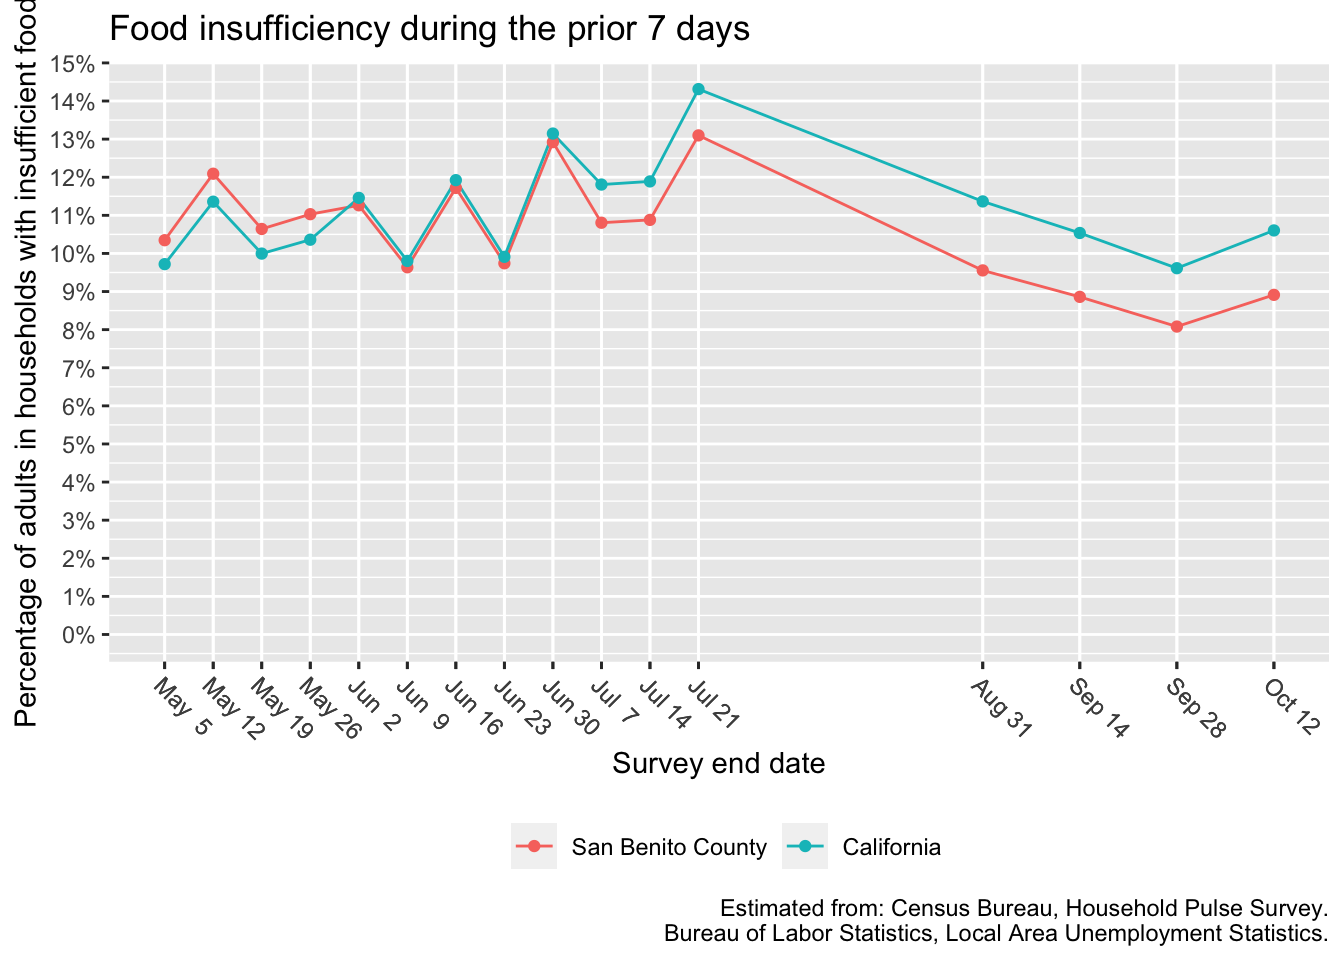 Food insufficiency during the prior 7 days
Percentage of adults in households with insufficient food
15%
14%
13%
12%
11%
10%
9%
8%
7%
6%
5%
4%
3%
2%
1%
0%
May 5
May 12
May 19
May 26
Jun 2
Jun 9
Jun 16
Jun 23
Jun 30
Jul 7
Jul 14
Jul 21
Aug 31
Sep 14
Sep 28
Oct 12
Survey end date
San Benito County
California
Estimated from: Census Bureau, Household Pulse Survey.
Bureau of Labor Statistics, Local Area Unemployment Statistics.